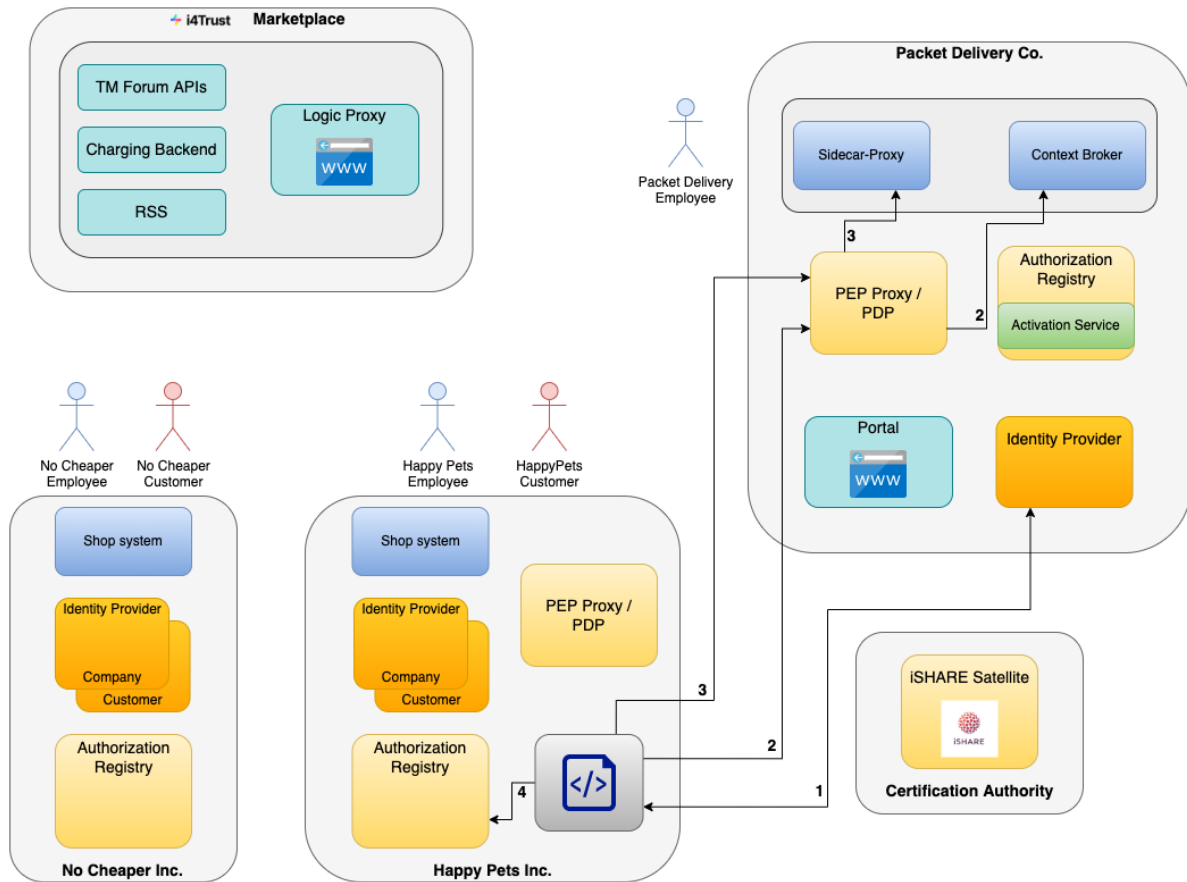 i4Trust Marketplace
TM Forum APIs
Charging Backend
RSS
Logic Proxy
WWW
Packet Delivery Co.
Packet Delivery
Employee
Sidecar-Proxy
Context Broker
3
2
PEP Proxy /
PDP
Authorization
Registry
Activation Service
Portal
WWW
Identity Provider
No Cheaper
Employee
No Cheaper
Customer
Happy Pets
Employee
HappyPets
Customer
Shop system
Identity Provider
Company
Customer
Authorization
Registry
No Cheaper Inc.
Shop system
Identity Provider
Company
Customer
PEP Proxy /
PDP
Authorization
Registry
</>
4
3
2
1
Happy Pets Inc.
iSHARE Satellite
iSHARE
Certification Authority